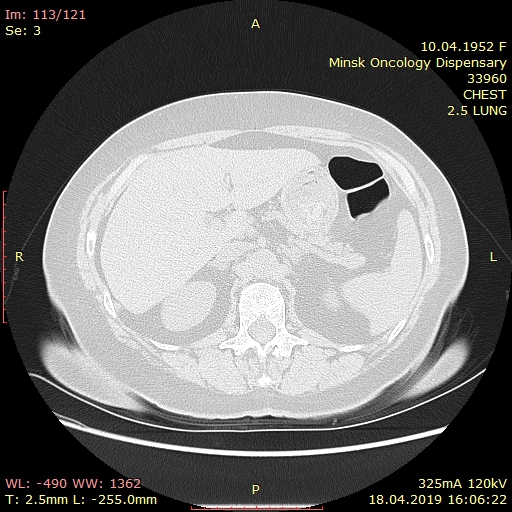 Im: 113/121
Se: 3
A
10.04.1952 F
Minsk Oncology Dispensary
33960
CHEST
2.5 LUNG
R
L
WL: -490 WW: 1362
T: 2.5mm L: -255.0mm
P
325mA 120kV
18.04.2019 16:06:22